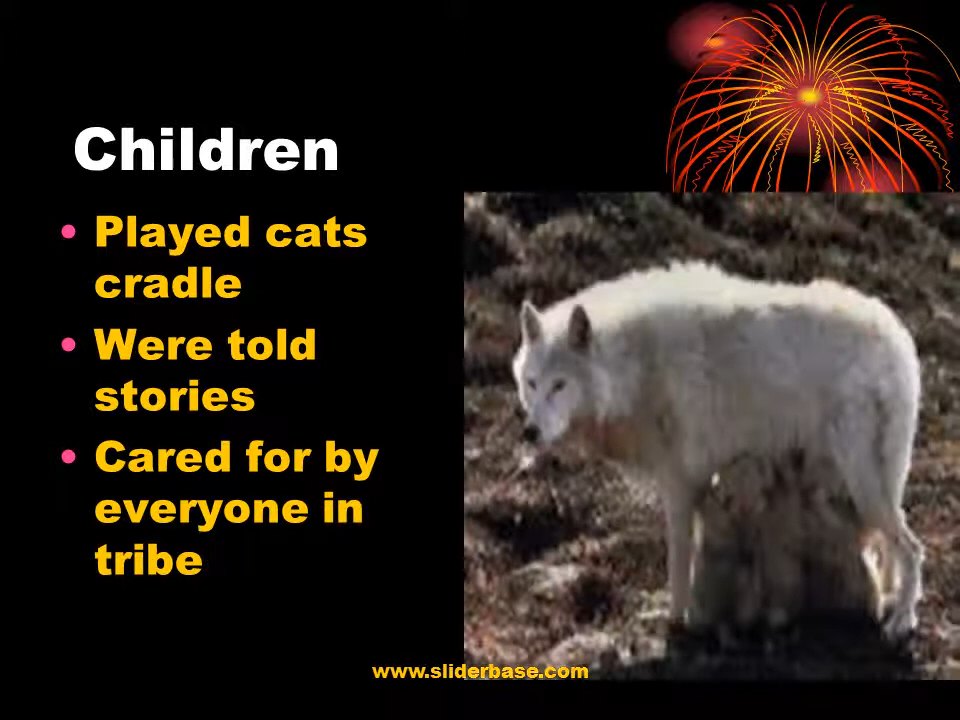 Children
• Played cats
cradle
• Were told
stories
• Cared for by
everyone in
tribe
www.sliderbase.com